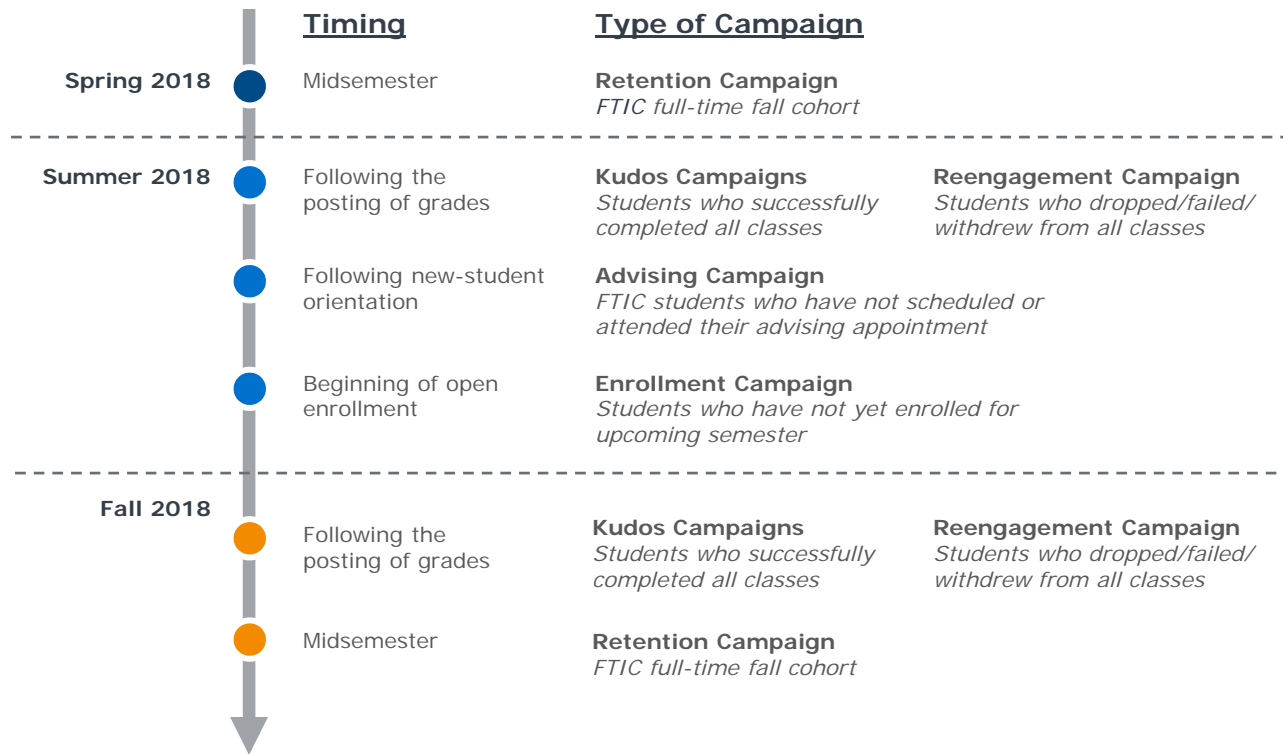 Timing
Type of Campaign
Spring 2018
Midsemester
Retention Campaign
FTIC full-time fall cohort
Summer 2018
Following the
posting of grades
Kudos Campaigns
Students who successfully
completed all classes
Reengagement Campaign
Students who dropped/failed/
withdrew from all classes
Following new-student
orientation
Advising Campaign
FTIC students who have not scheduled or
attended their advising appointment
Beginning of open
enrollment
Enrollment Campaign
Students who have not yet enrolled for
upcoming semester
Fall 2018
Following the
posting of grades
Kudos Campaigns
Students who successfully
completed all classes
Reengagement Campaign
Students who dropped/failed/
withdrew from all classes
Midsemester
Retention Campaign
FTIC full-time fall cohort